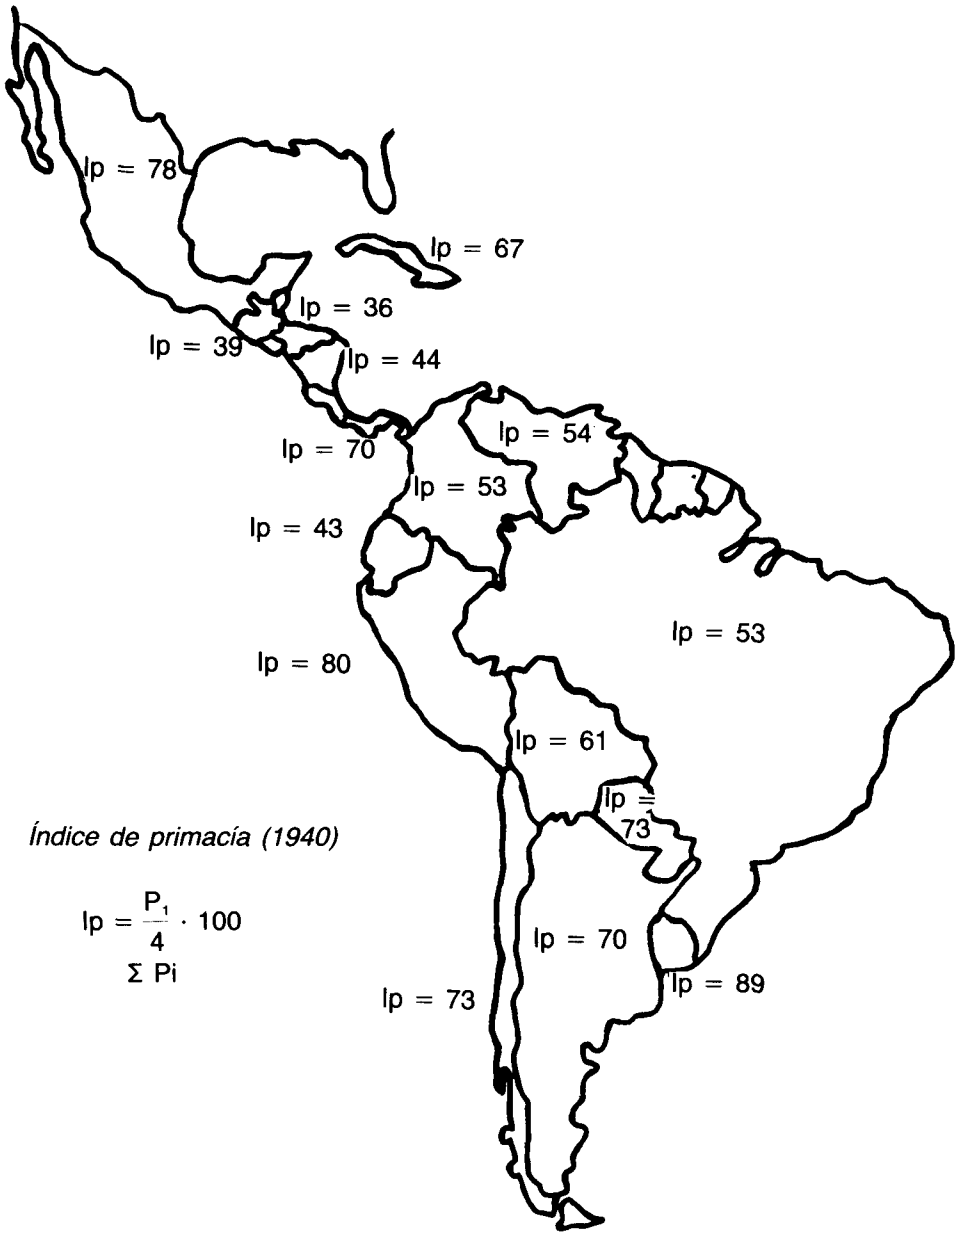 Ip = 78
Ip = 67
Ip = 36
Ip = 39
Ip = 44
Ip = 54
Ip = 70
Ip = 53
Ip = 43
Ip = 53
Ip = 80
Ip = 61
Ip =
73
Índice de primacía (1940)
Ip = P₁ · 100
4
Σ Pi
Ip = 70
Ip = 89
Ip = 73